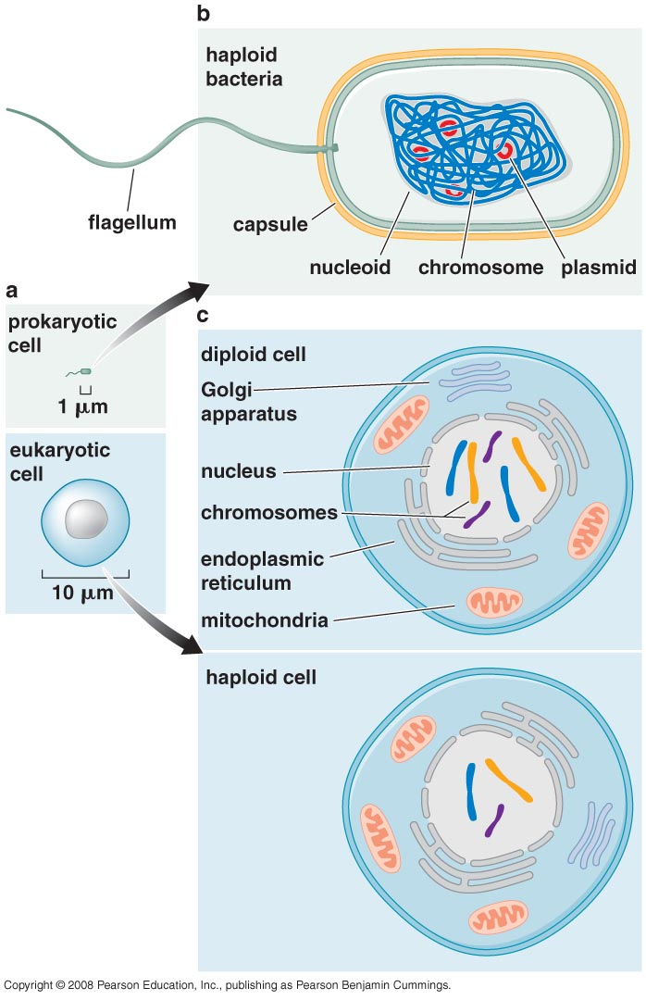 b
haploid
bacteria
flagellum
capsule
nucleoid
chromosome
plasmid
a
prokaryotic
cell
1 μm
eukaryotic
cell
10 μm
c
diploid cell
Golgi
apparatus
nucleus
chromosomes
endoplasmic
reticulum
mitochondria
haploid cell
Copyright © 2008 Pearson Education, Inc., publishing as Pearson Benjamin Cummings.